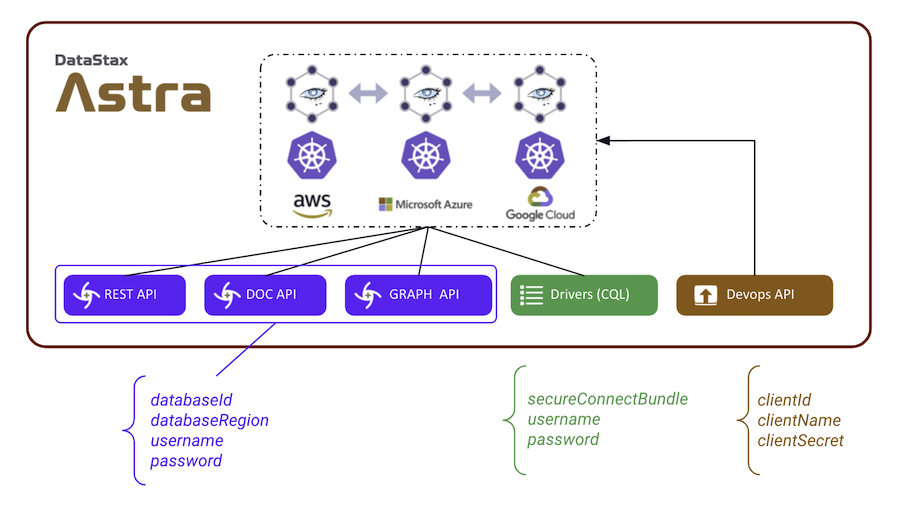 DataStax
Astra
aws
Microsoft Azure
Google Cloud
REST API
DOC API
GRAPH API
Drivers (CQL)
Devops API
databaseId
databaseRegion
username
password
secureConnectBundle
username
password
clientId
clientName
clientSecret